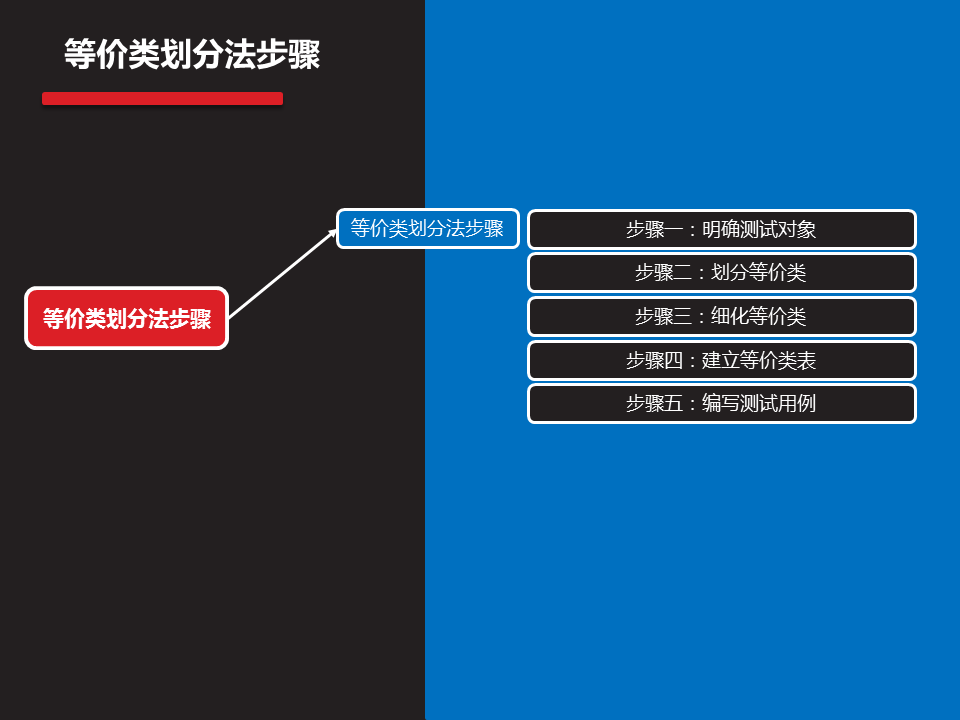 等价类划分法步骤
等价类划分法步骤
等价类划分法步骤
步骤一：明确测试对象
步骤二：划分等价类
步骤三：细化等价类
步骤四：建立等价类表
步骤五：编写测试用例